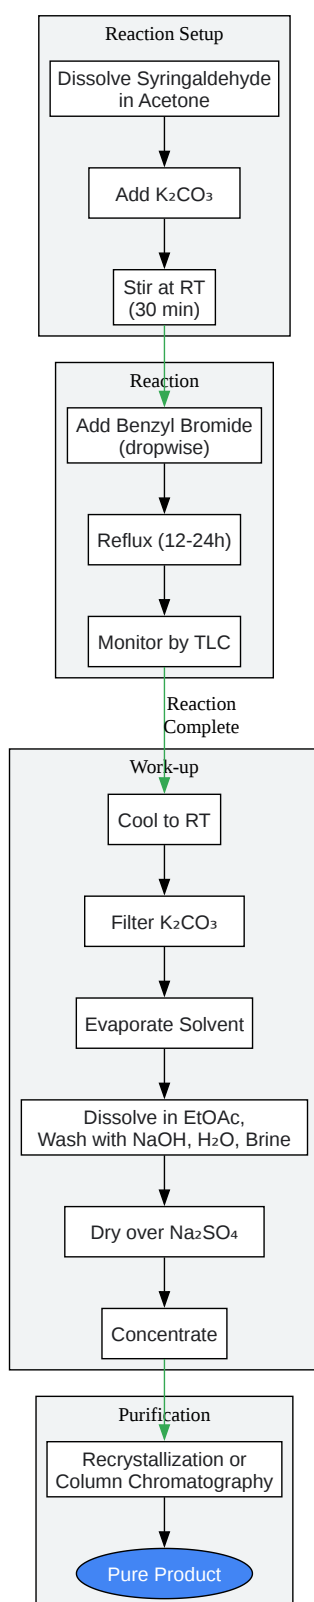 Reaction Setup
Dissolve Syringaldehyde
in Acetone
Add K₂CO₃
Stir at RT
(30 min)
Reaction
Add Benzyl Bromide
(dropwise)
Reflux (12-24h)
Monitor by TLC
Reaction
Complete
Work-up
Cool to RT
Filter K₂CO₃
Evaporate Solvent
Dissolve in EtOAc,
Wash with NaOH, H₂O, Brine
Dry over Na₂SO₄
Concentrate
Purification
Recrystallization or
Column Chromatography
Pure Product